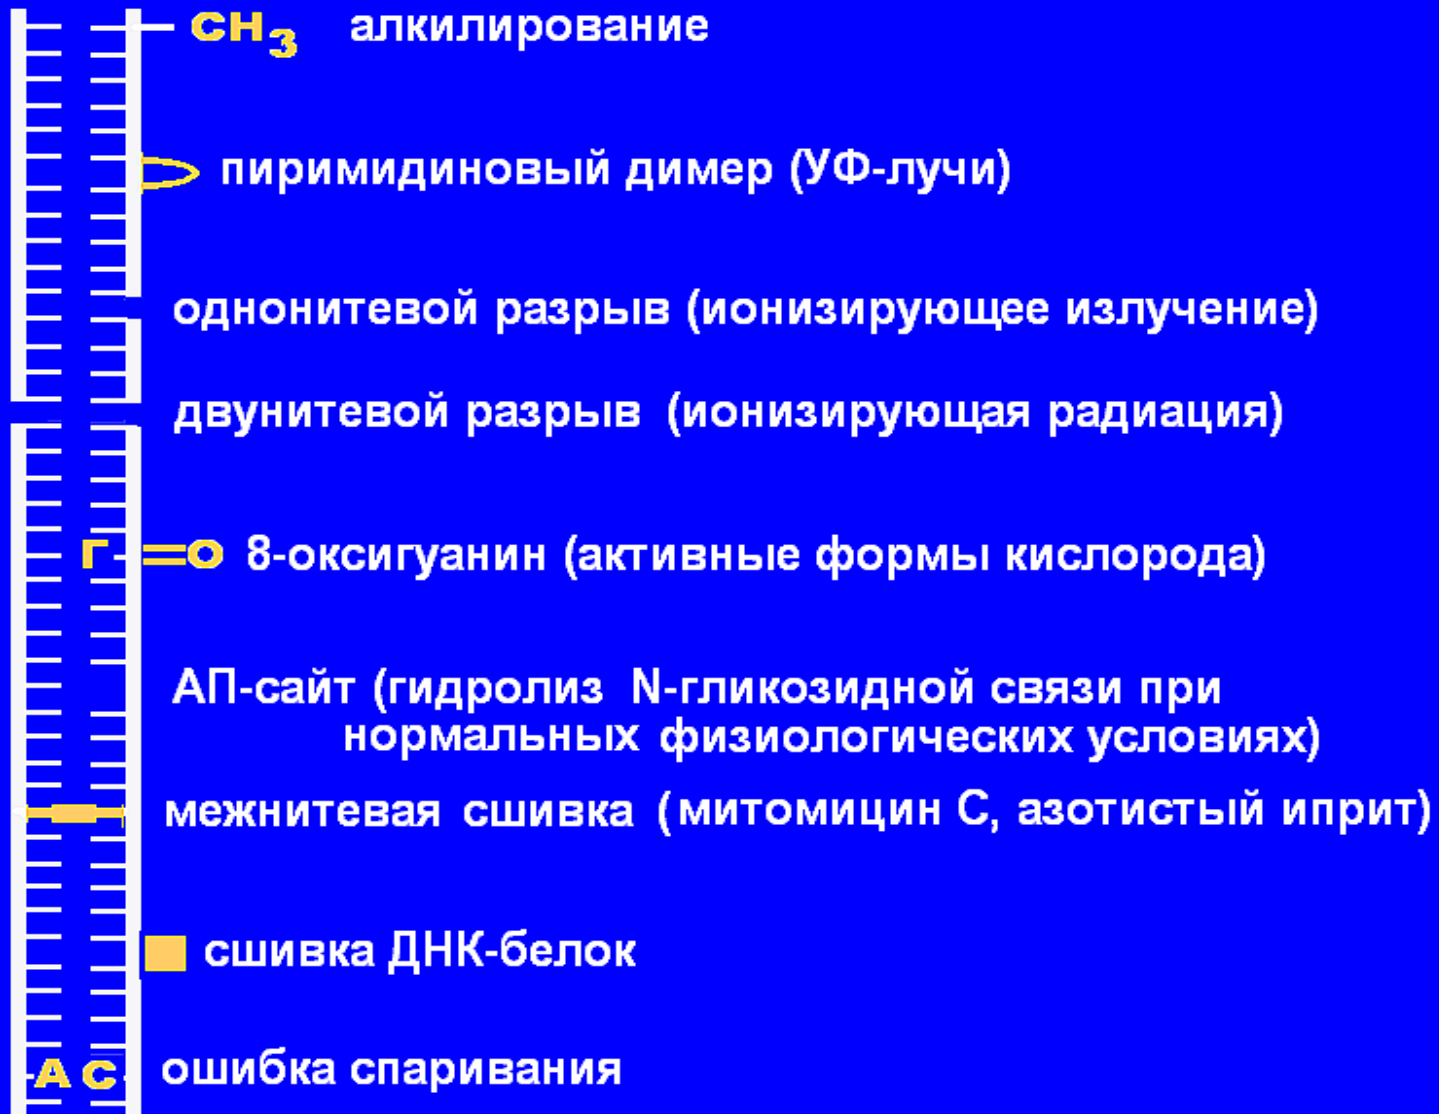 CH3 алкилирование
пиримидиновый димер (УФ-лучи)
однонитевой разрыв (ионизирующее излучение)
двунитевой разрыв (ионизирующая радиация)
Г =О 8-оксигуанин (активные формы кислорода)
АП-сайт (гидролиз N-гликозидной связи при
нормальных физиологических условиях)
межнитевая сшивка (митомицин С, азотистый иприт)
сшивка ДНК-белок
А С ошибка спаривания